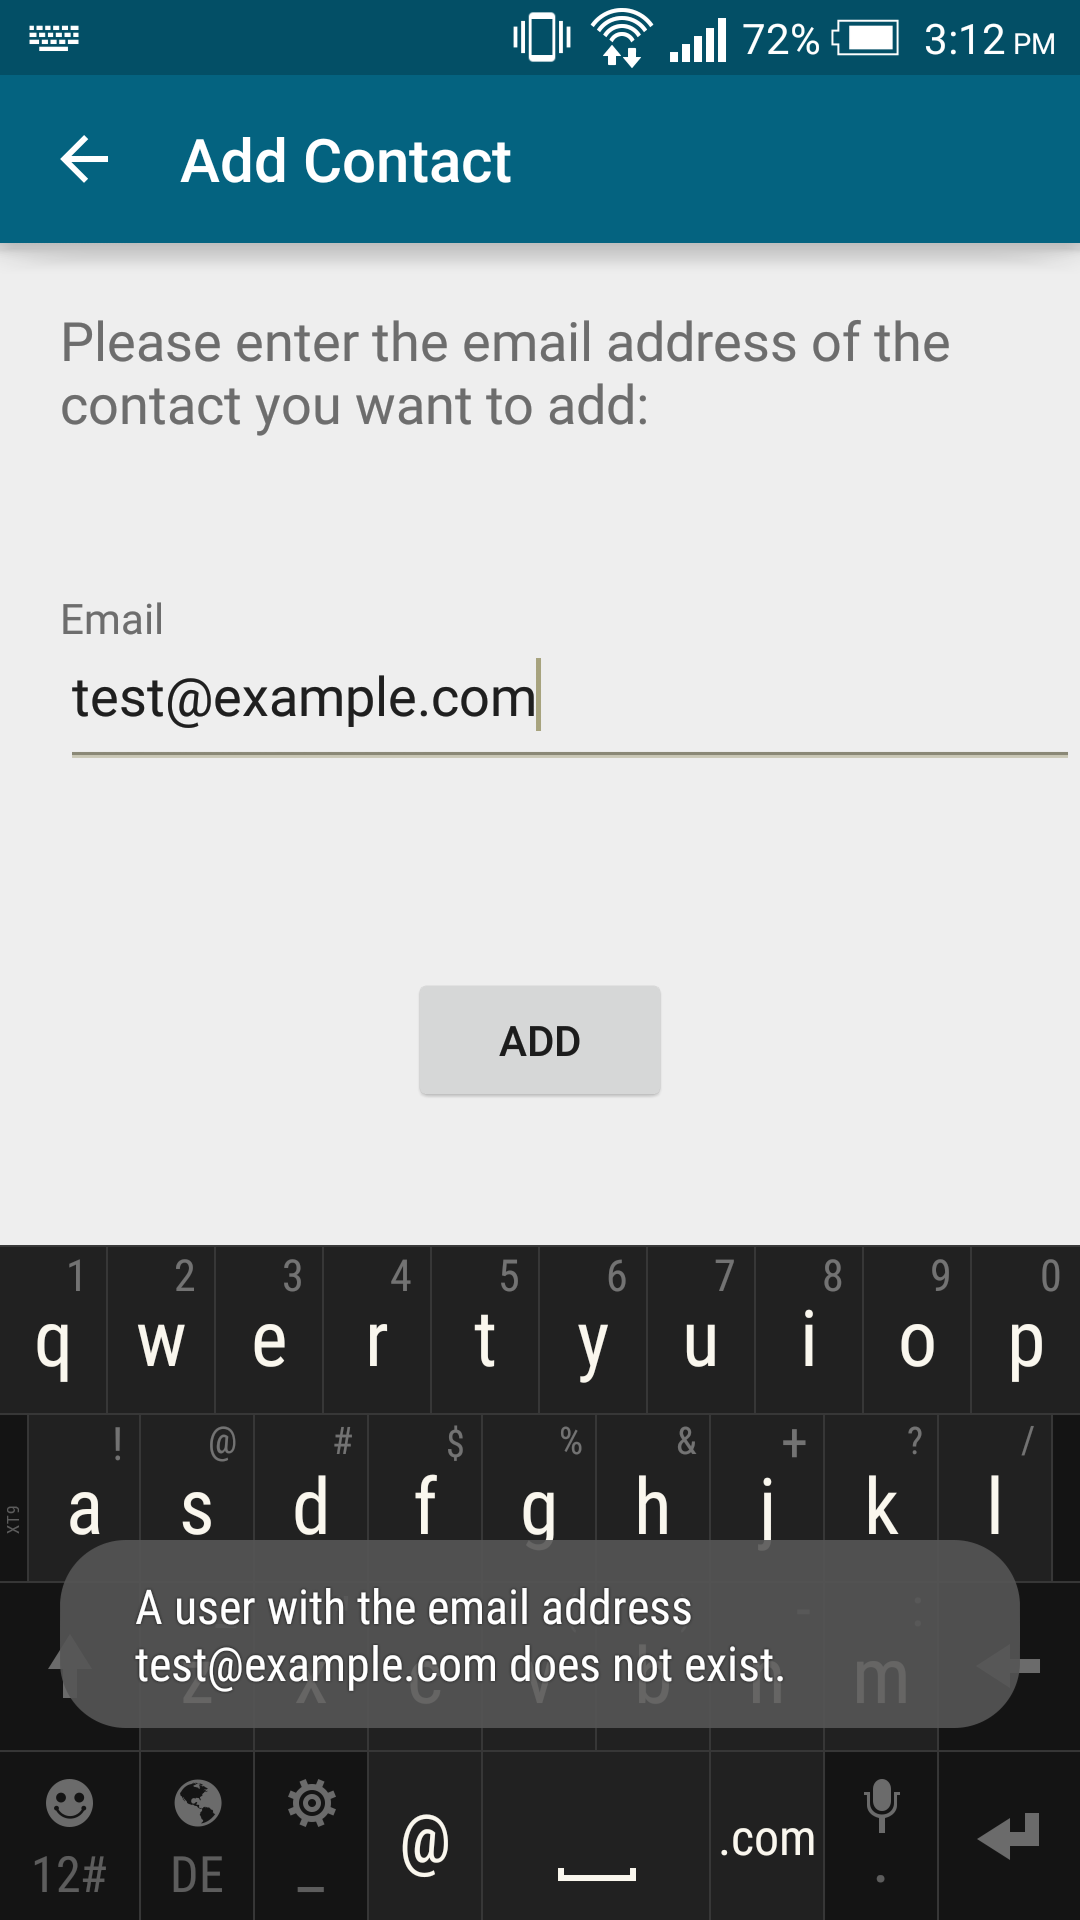 72% 3:12 PM
Add Contact
Please enter the email address of the
contact you want to add:
Email
test@example.com
ADD
1 2 3 4 5 6 7 8 9 0
q w e r t y u i o p
! @ # $ % & + ? /
XT9 a s d f g h j k l
A user with the email address
test@example.com does not exist.
z x c v b n m
@ .com
12# DE _ .